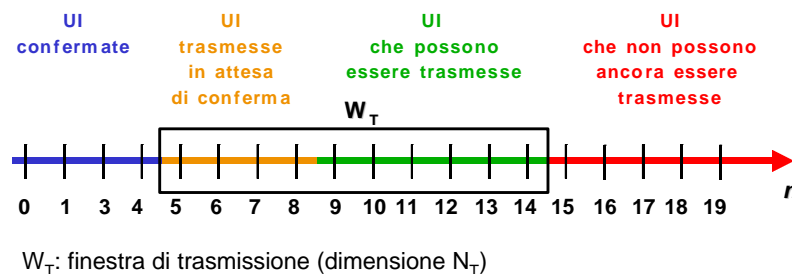 UI
confermate
UI
trasmesse
in attesa
di conferma
UI
che possono
essere trasmesse
UI
che non possono
ancora essere
trasmesse
W_T
0 1 3 4 5 6 7 8 9 10 11 12 13 14 15 16 17 18 19
W_T: finestra di trasmissione (dimensione N_T)